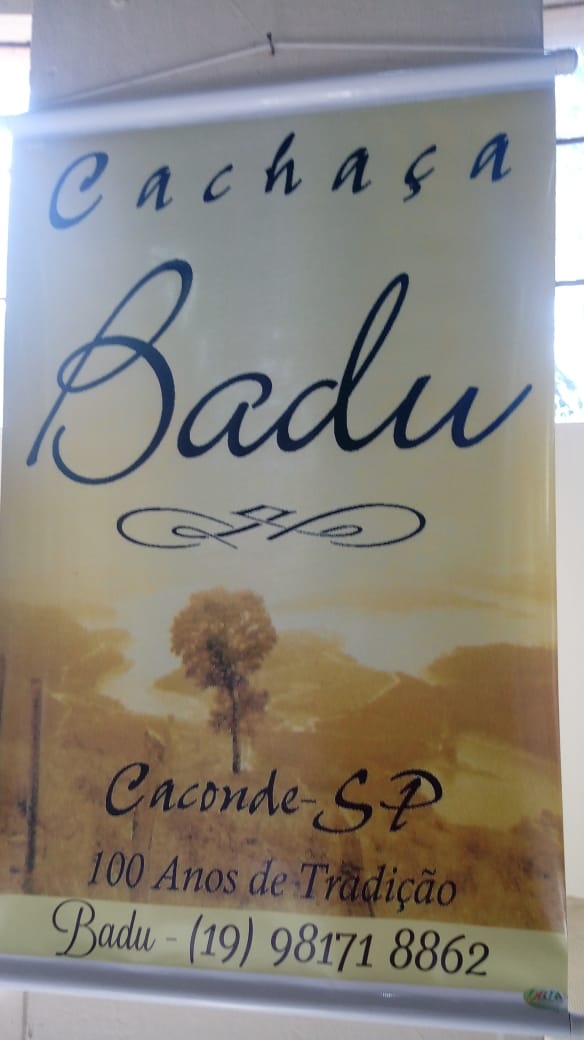 Cachaça
Badu
Caconde-SP
100 Anos de Tradição
Badu - (19) 98171 8862